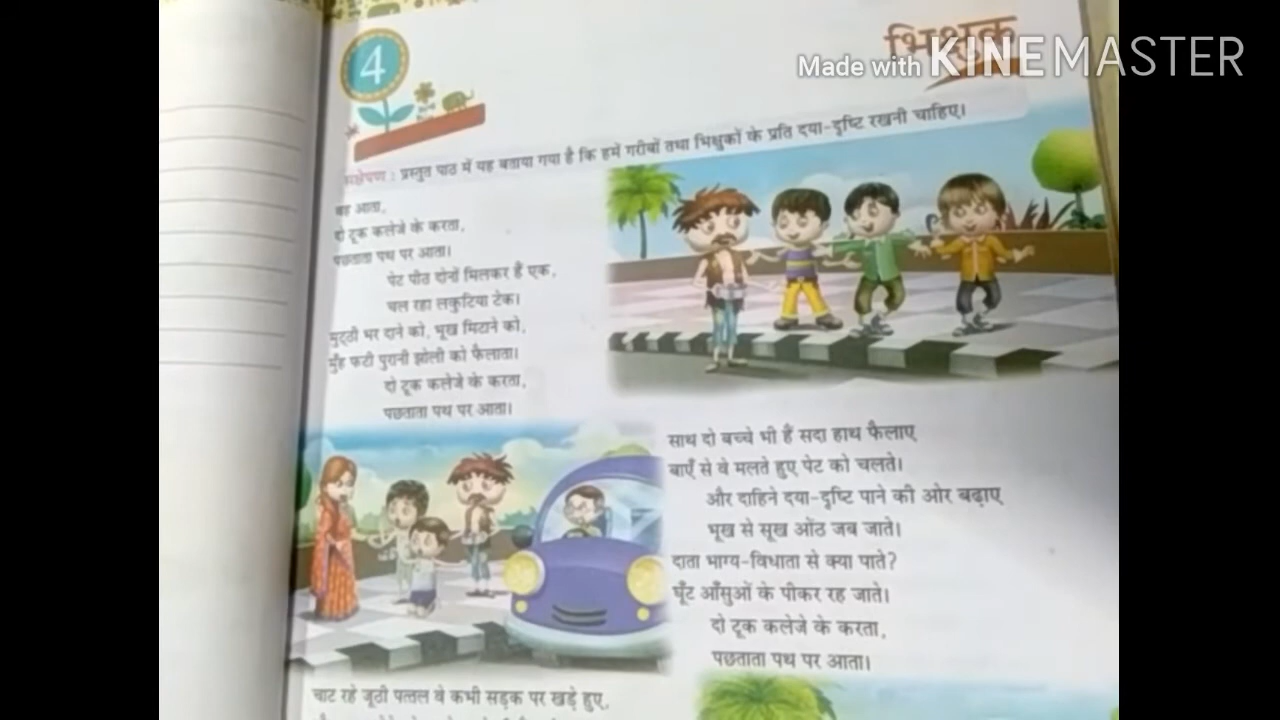 4
भिक्षुक
Made with KINEMASTER
संक्षेपण : प्रस्तुत पाठ में यह बताया गया है कि हमें गरीबों तथा भिक्षुकों के प्रति दया-दृष्टि रखनी चाहिए।
वह आता,
दो टूक कलेजे के करता,
पछताता पथ पर आता।
पेट पीठ दोनों मिलकर हैं एक,
चल रहा लकुटिया टेक।
मुट्ठी भर दाने को, भूख मिटाने को,
मुँह फटी पुरानी झोली को फैलाता।
दो टूक कलेजे के करता,
पछताता पथ पर आता।
साथ दो बच्चे भी हैं सदा हाथ फैलाए
बाएँ से वे मलते हुए पेट को चलते।
और दाहिने दया-दृष्टि पाने की ओर बढ़ाए
भूख से सूख ओंठ जब जाते।
दाता भाग्य-विधाता से क्या पाते?
घूँट आँसुओं के पीकर रह जाते।
दो टूक कलेजे के करता,
पछताता पथ पर आता।
चाट रहे जूठी पत्तल वे कभी सड़क पर खड़े हुए,